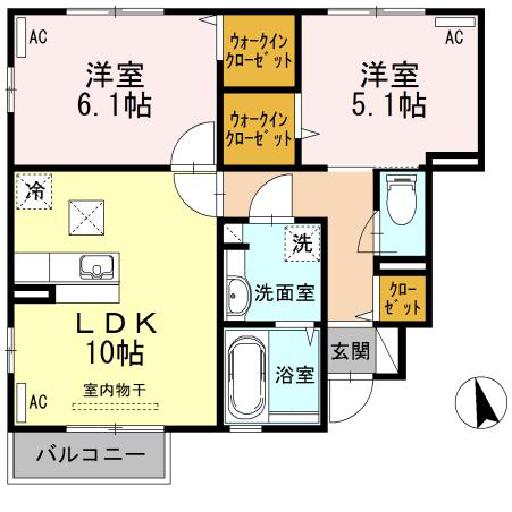 AC
洋室
6.1帖
ウォークイン
クローゼット
ウォークイン
クローゼット
AC
洋室
5.1帖
冷
洗
洗面室
クロー
ゼット
LDK
10帖
室内物干
AC
浴室
玄関
バルコニー